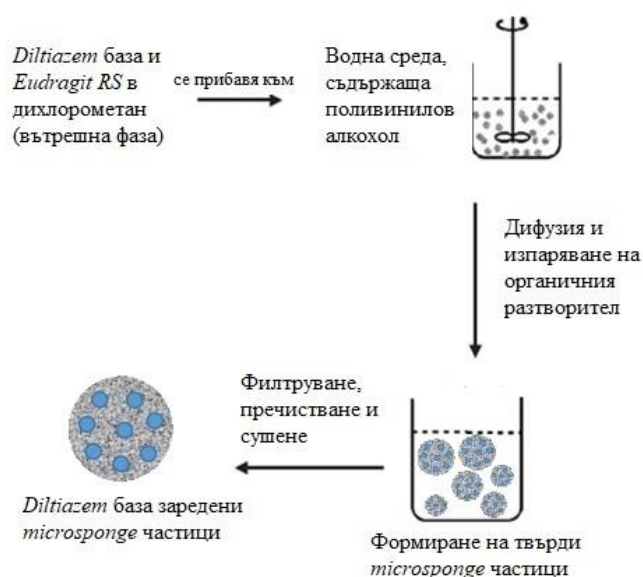 Diltiazem база и
Eudragit RS в
дихлорометан
(вътрешна фаза)
се прибавя към
Водна среда,
съдържаща
поливинилов
алкохол
Дифузия и
изпаряване на
органичния
разтворител
Филтруване,
пречистване и
сушене
Diltiazem база заредени
microsponge частици
Формиране на твърди
microsponge частици